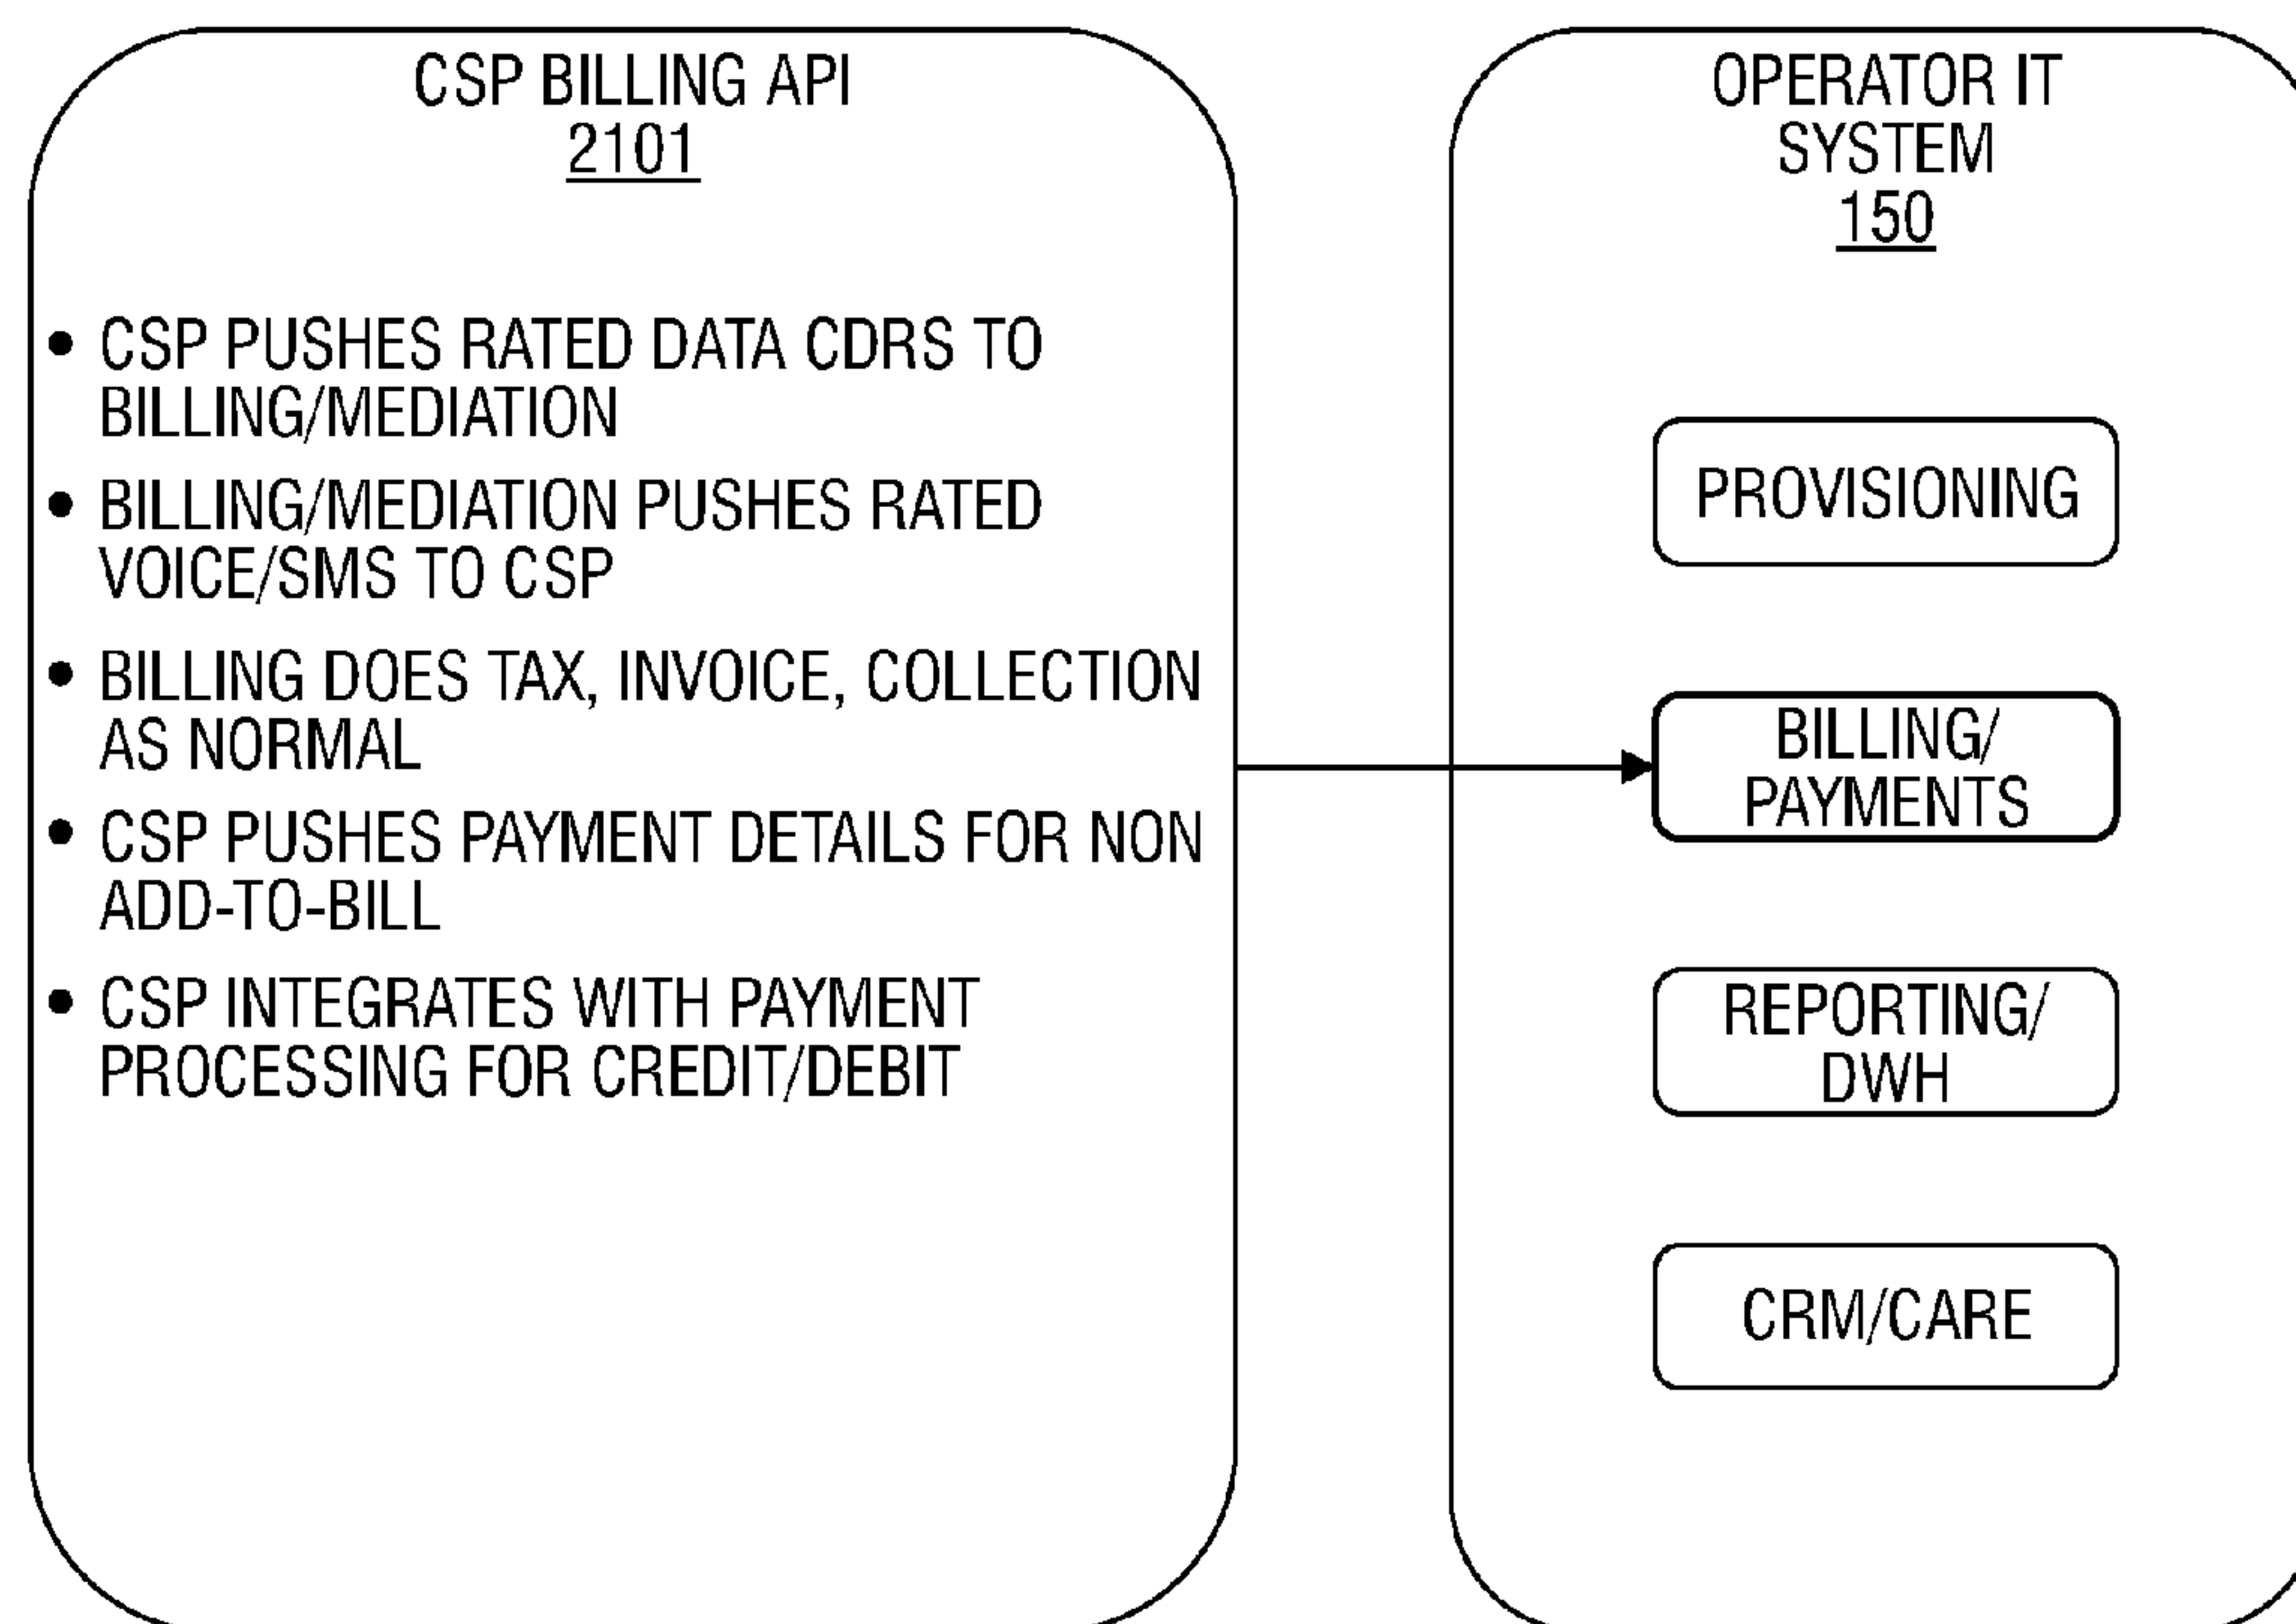 CSP BILLING API
2101
• CSP PUSHES RATED DATA CDRS TO
BILLING/MEDIATION
• BILLING/MEDIATION PUSHES RATED
VOICE/SMS TO CSP
• BILLING DOES TAX, INVOICE, COLLECTION
AS NORMAL
• CSP PUSHES PAYMENT DETAILS FOR NON
ADD-TO-BILL
• CSP INTEGRATES WITH PAYMENT
PROCESSING FOR CREDIT/DEBIT
OPERATOR IT
SYSTEM
150
PROVISIONING
BILLING/
PAYMENTS
REPORTING/
DWH
CRM/CARE